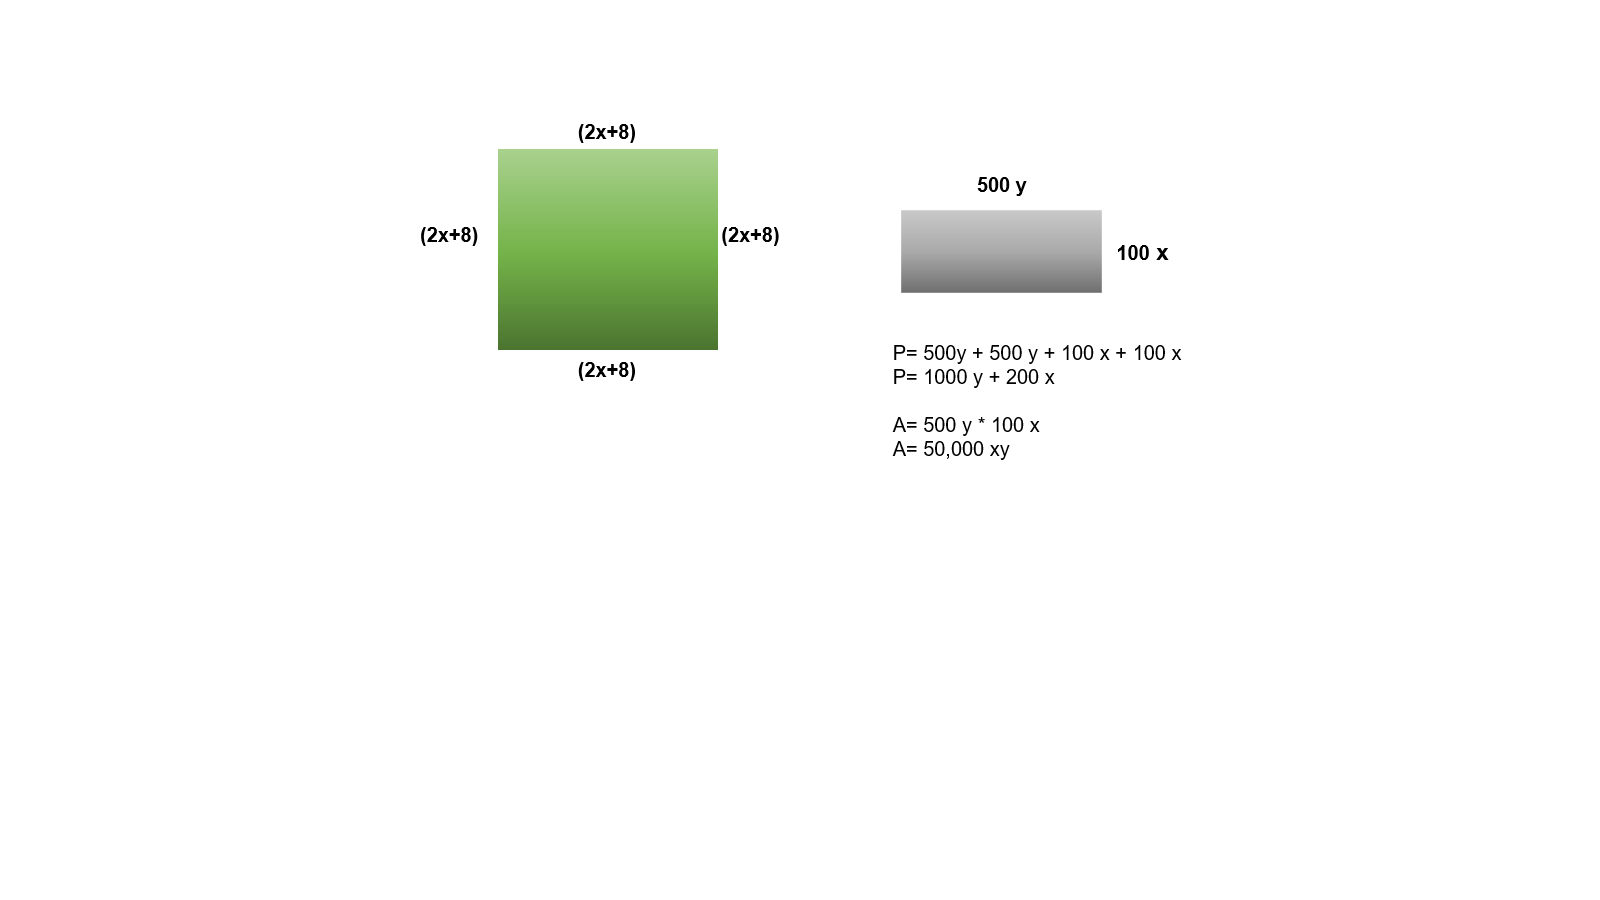 (2x+8)
(2x+8)
(2x+8)
(2x+8)
500 y
100 x
P= 500y + 500 y + 100 x + 100 x
P= 1000 y + 200 x
A= 500 y * 100 x
A= 50,000 xy